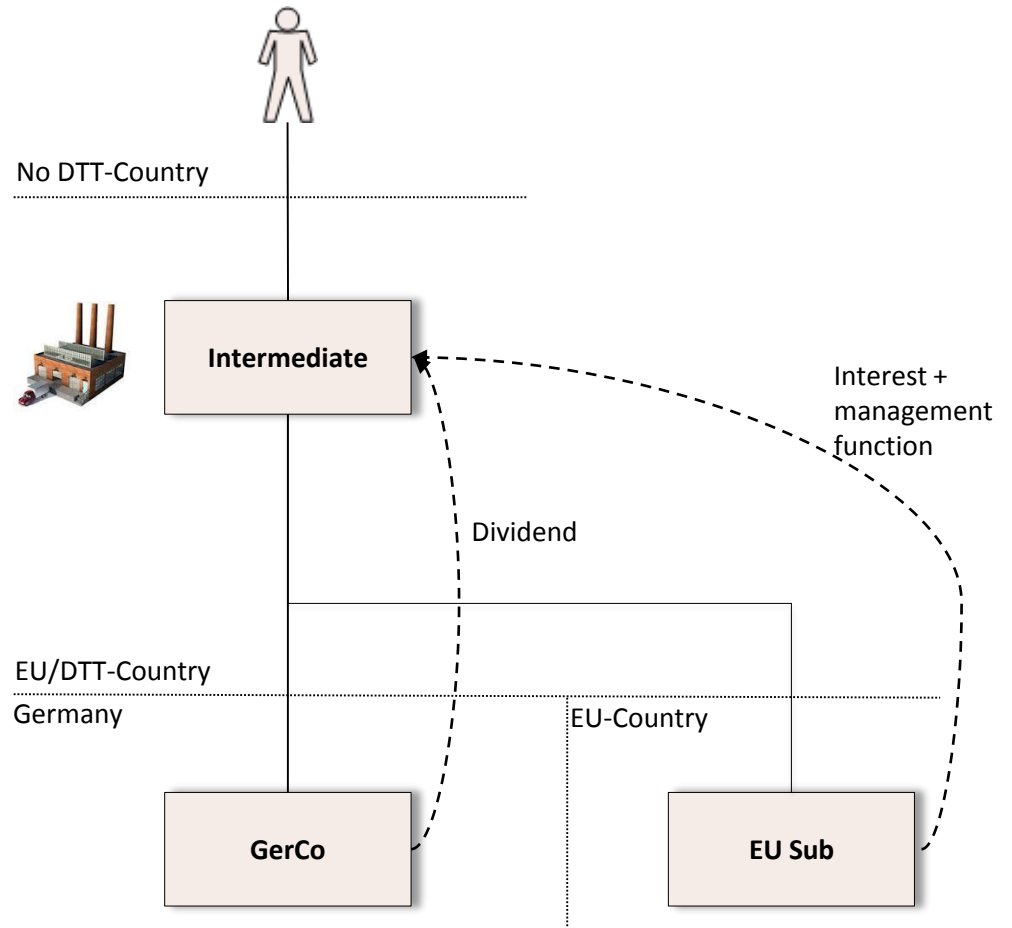 No DTT-Country
Intermediate
Interest +
management
function
Dividend
EU/DTT-Country
Germany
EU-Country
GerCo
EU Sub